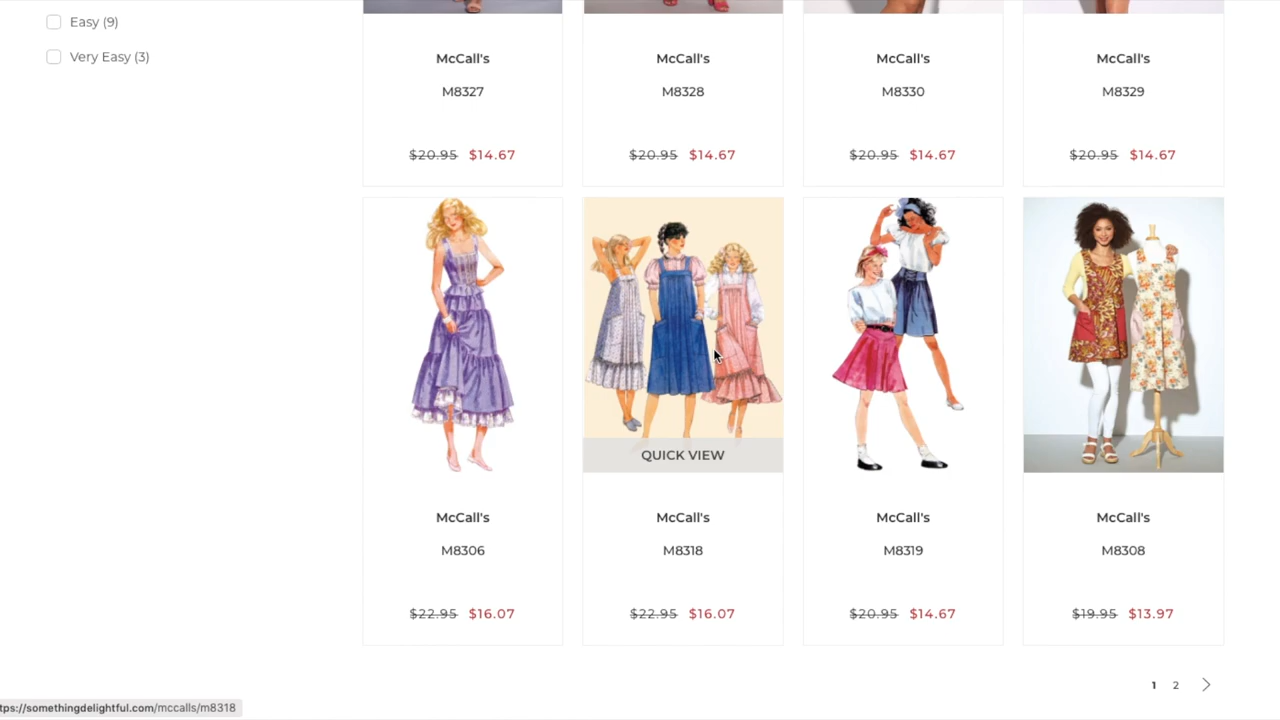 Easy (9)
Very Easy (3)
McCall's
M8327
$20.95 $14.67
McCall's
M8328
$20.95 $14.67
McCall's
M8330
$20.95 $14.67
McCall's
M8329
$20.95 $14.67
McCall's
M8306
$22.95 $16.07
QUICK VIEW
McCall's
M8318
$22.95 $16.07
McCall's
M8319
$20.95 $14.67
McCall's
M8308
$19.95 $13.97
1 2
tps://somethingdelightful.com/mccalls/m8318